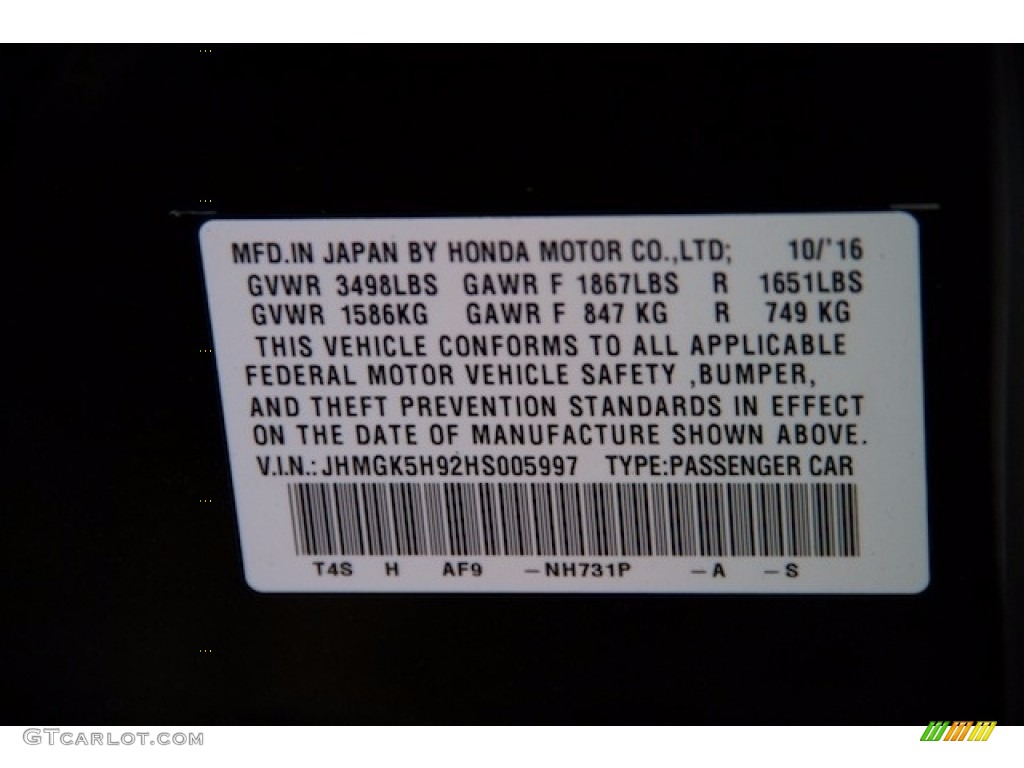 MFD.IN JAPAN BY HONDA MOTOR CO.,LTD; 10/'16
GVWR 3498LBS GAWR F 1867LBS R 1651LBS
GVWR 1586KG GAWR F 847 KG R 749 KG
THIS VEHICLE CONFORMS TO ALL APPLICABLE
FEDERAL MOTOR VEHICLE SAFETY ,BUMPER,
AND THEFT PREVENTION STANDARDS IN EFFECT
ON THE DATE OF MANUFACTURE SHOWN ABOVE.
V.I.N.: JHMGK5H92HS005997 TYPE:PASSENGER CAR
T4S H AF9 -NH731P -A -S
GTCARLOT.COM